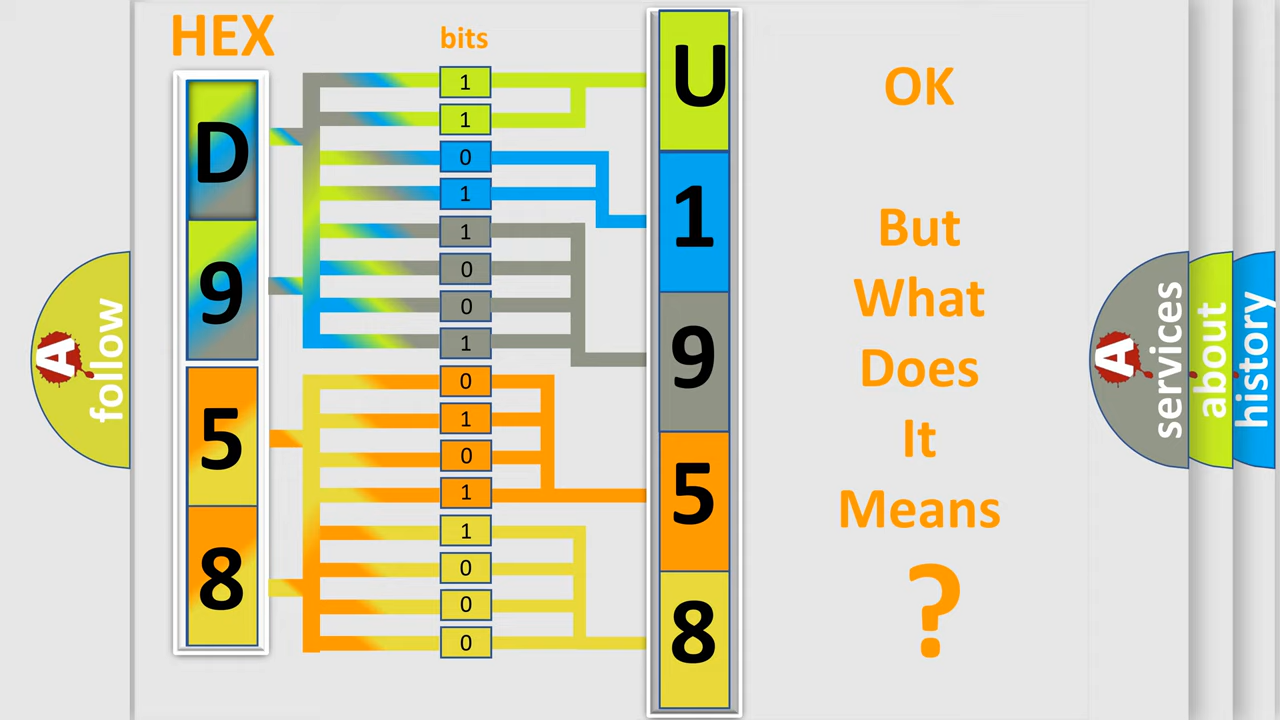 HEX
bits
D
9
5
8
1
1
0
1
1
0
0
1
0
1
0
1
1
0
0
0
U
1
9
5
8
OK
But
What
Does
It
Means
?
A
follow
A
services
about
history